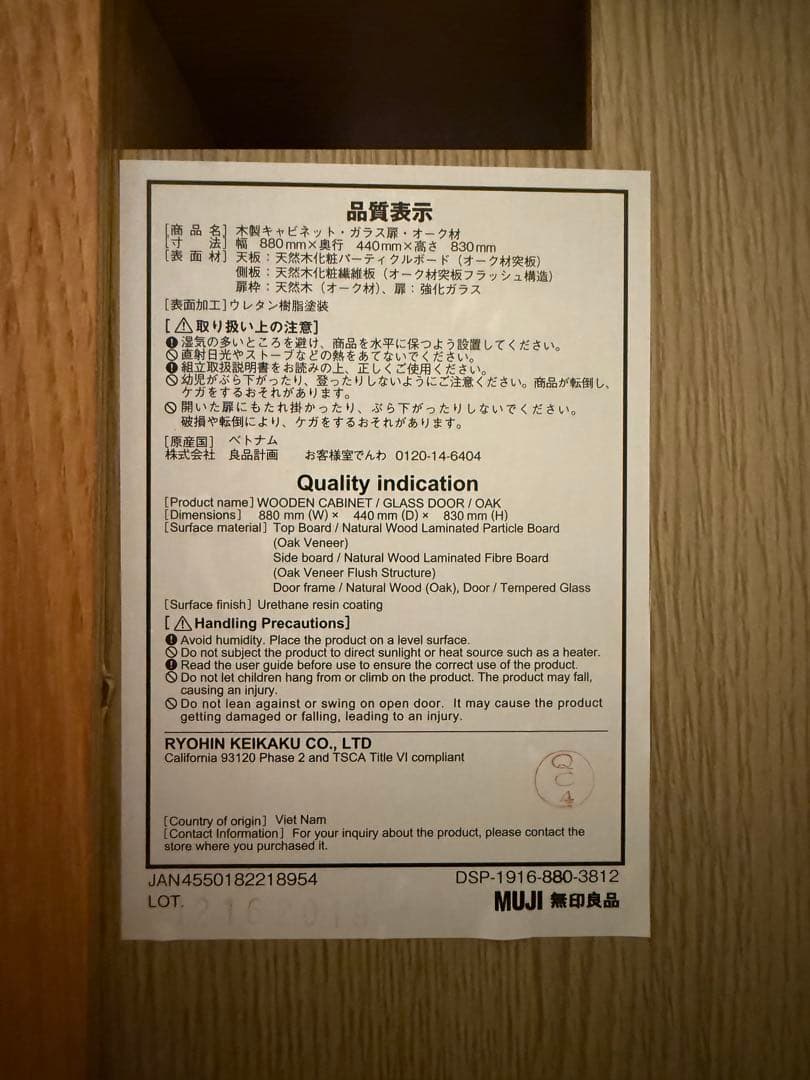 品質表示
[商 品 名] 木製キャビネット・ガラス扉・オーク材
[寸　　法] 幅　880mm×奥行　440mm×高さ　830mm
[表 面 材] 天板：天然木化粧パーティクルボード（オーク材突板）
側板：天然木化粧繊維板（オーク材突板フラッシュ構造）
扉枠：天然木（オーク材）、扉：強化ガラス
[表面加工] ウレタン樹脂塗装
[⚠取り扱い上の注意]
湿気の多いところを避け、商品を水平に保つよう設置してください。
直射日光やストーブなどの熱をあてないでください。
組立取扱説明書をお読みの上、正しくご使用ください。
幼児がぶら下がったり、登ったりしないようにご注意ください。商品が転倒し、
ケガをするおそれがあります。
開いた扉にもたれ掛かったり、ぶら下がったりしないでください。
破損や転倒により、ケガをするおそれがあります。
[原産国]　ベトナム
株式会社　良品計画　　お客様室でんわ 0120-14-6404
Quality indication
[Product name] WOODEN CABINET / GLASS DOOR / OAK
[Dimensions] 880 mm (W) × 440 mm (D) × 830 mm (H)
[Surface material] Top Board / Natural Wood Laminated Particle Board
(Oak Veneer)
Side board / Natural Wood Laminated Fibre Board
(Oak Veneer Flush Structure)
Door frame / Natural Wood (Oak), Door / Tempered Glass
[Surface finish] Urethane resin coating
[⚠Handling Precautions]
Avoid humidity. Place the product on a level surface.
Do not subject the product to direct sunlight or heat source such as a heater.
Read the user guide before use to ensure the correct use of the product.
Do not let children hang from or climb on the product. The product may fall,
causing an injury.
Do not lean against or swing on open door. It may cause the product
getting damaged or falling, leading to an injury.
RYOHIN KEIKAKU CO., LTD
California 93120 Phase 2 and TSCA Title VI compliant
Q
C
4
[Country of origin] Viet Nam
[Contact Information] For your inquiry about the product, please contact the
store where you purchased it.
JAN4550182218954
DSP-1916-880-3812
LOT.
MUJI 無印良品